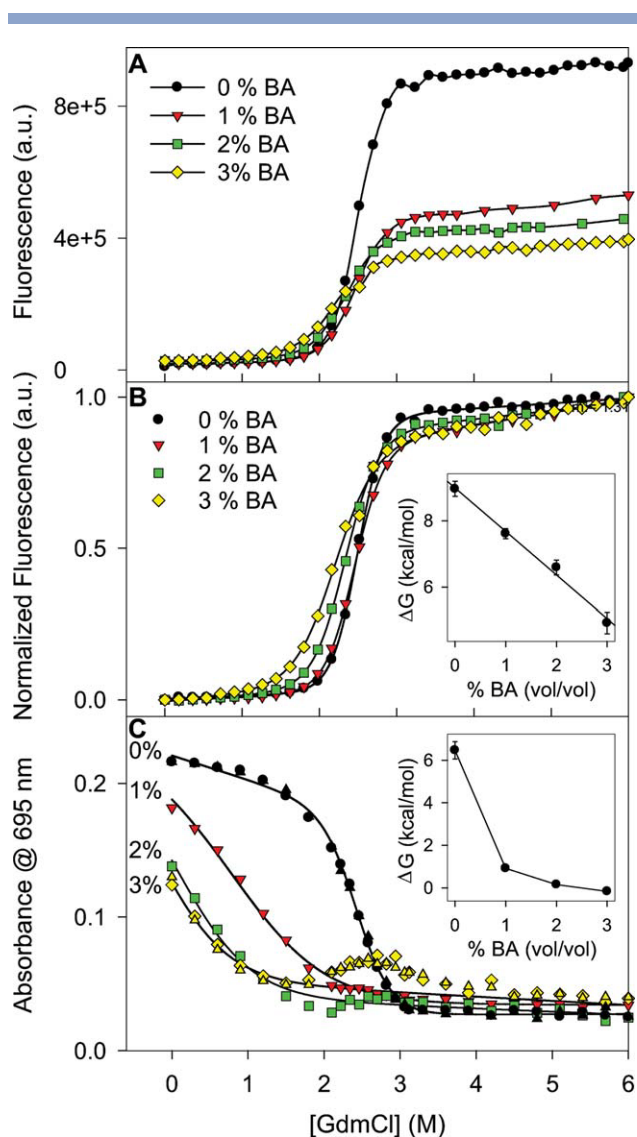 A
0 % BA
1 % BA
2% BA
3% BA
8e+5
4e+5
0
Fluorescence (a.u.)
B
0 % BA
1 % BA
2 % BA
3 % BA
1.0
0.5
0.0
Normalized Fluorescence (a.u.)
8
6
ΔG (kcal/mol)
0 1 2 3
% BA (vol/vol)
C
0%
1%
2%
3%
0.2
0.1
0.0
Absorbance @ 695 nm
6
4
2
0
ΔG (kcal/mol)
0 1 2 3
% BA (vol/vol)
0 1 2 3 4 5 6
[GdmCl] (M)